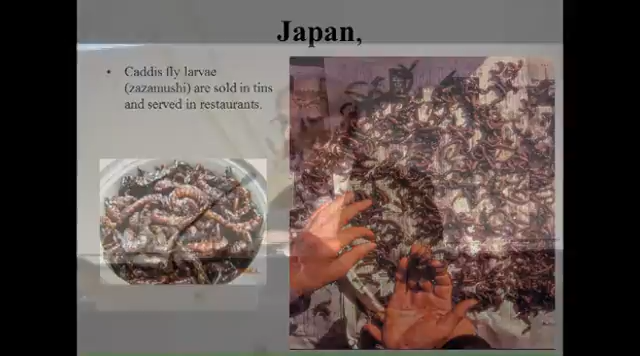 Japan,
• Caddis fly larvae
(zazamushi) are sold in tins
and served in restaurants.